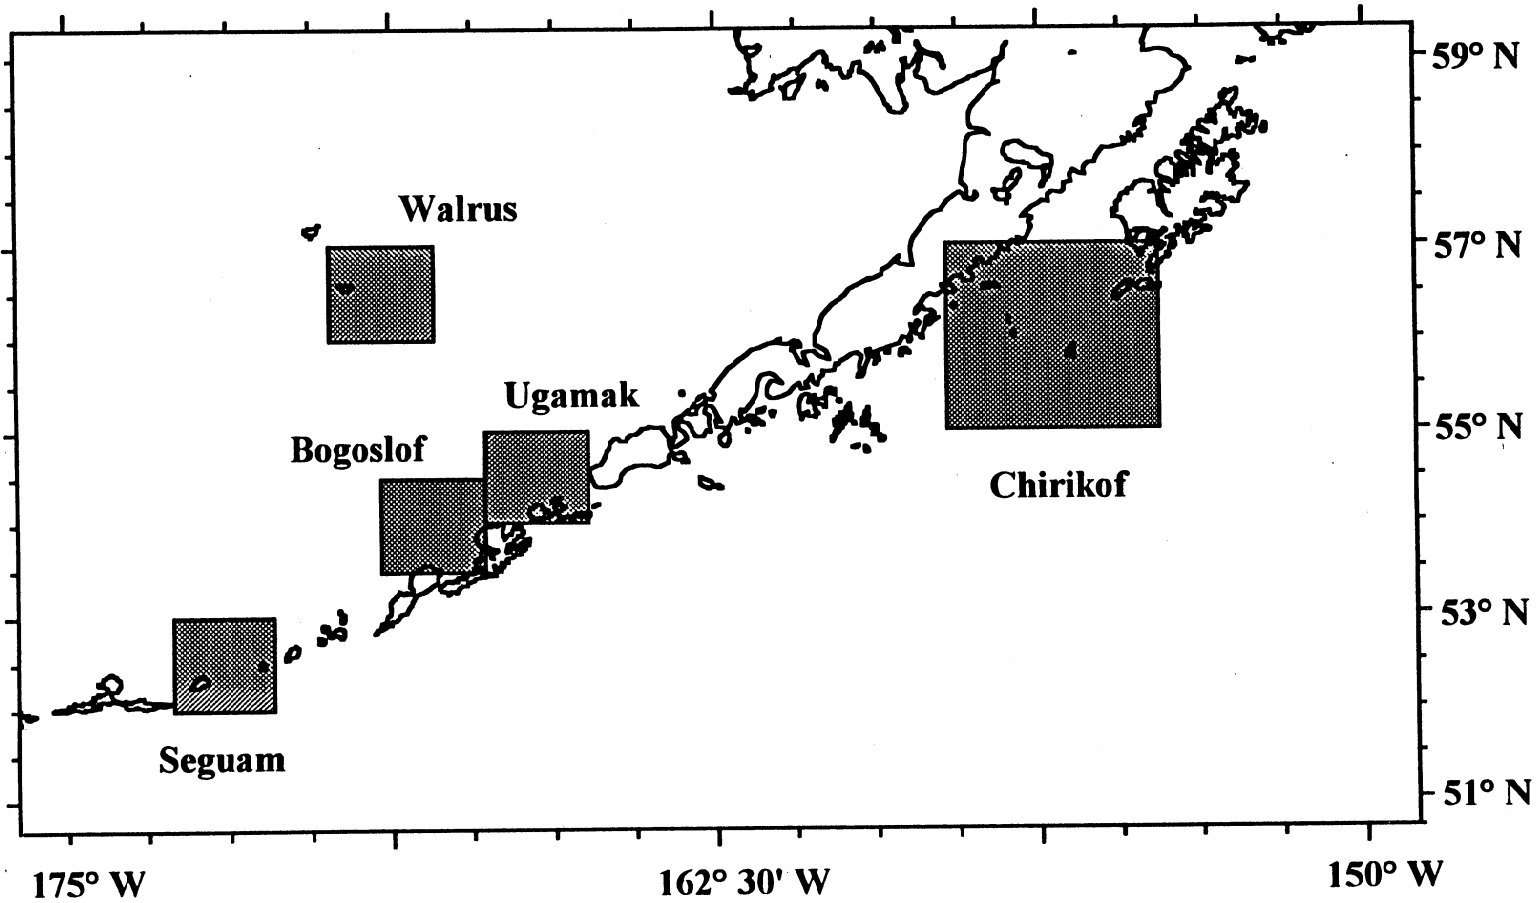 59° N
Walrus
57° N
Ugamak
55° N
Bogoslof
Chirikof
53° N
Seguam
51° N
175° W
162° 30' W
150° W